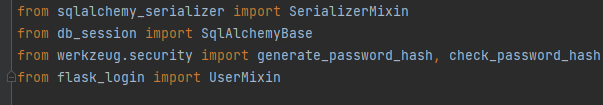 from sqlalchemy_serializer import SerializerMixin
from db_session import SqlAlchemyBase
from werkzeug.security import generate_password_hash, check_password_hash
from flask_login import UserMixin